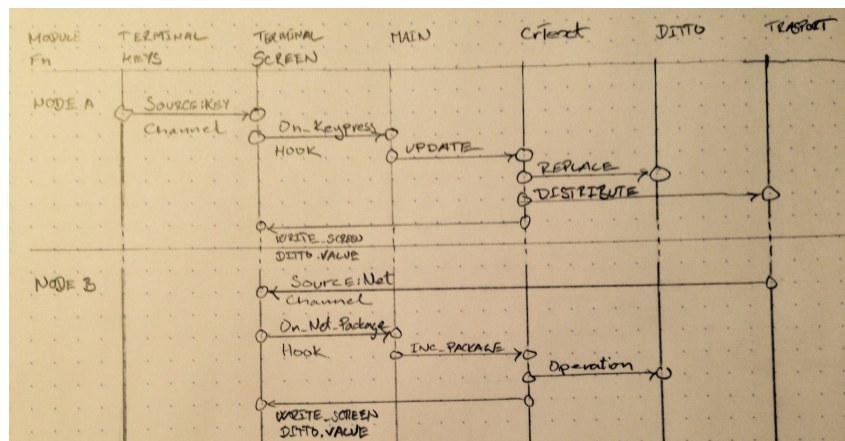 MODULE TERMINAL TERMINAL MAIN CrText DITTO TRASPORT
Fn KEYS SCREEN
NODE A SOURCE:KEY
Channel On_Keypress
HOOK UPDATE
REPLACE
DISTRIBUTE
WRITE_SCREEN
DITTO.VALUE
NODE B Source:Net
Channel
On_Net_Package
Hook INC_PACKAGE
Operation
WRITE_SCREEN
DITTO.VALUE